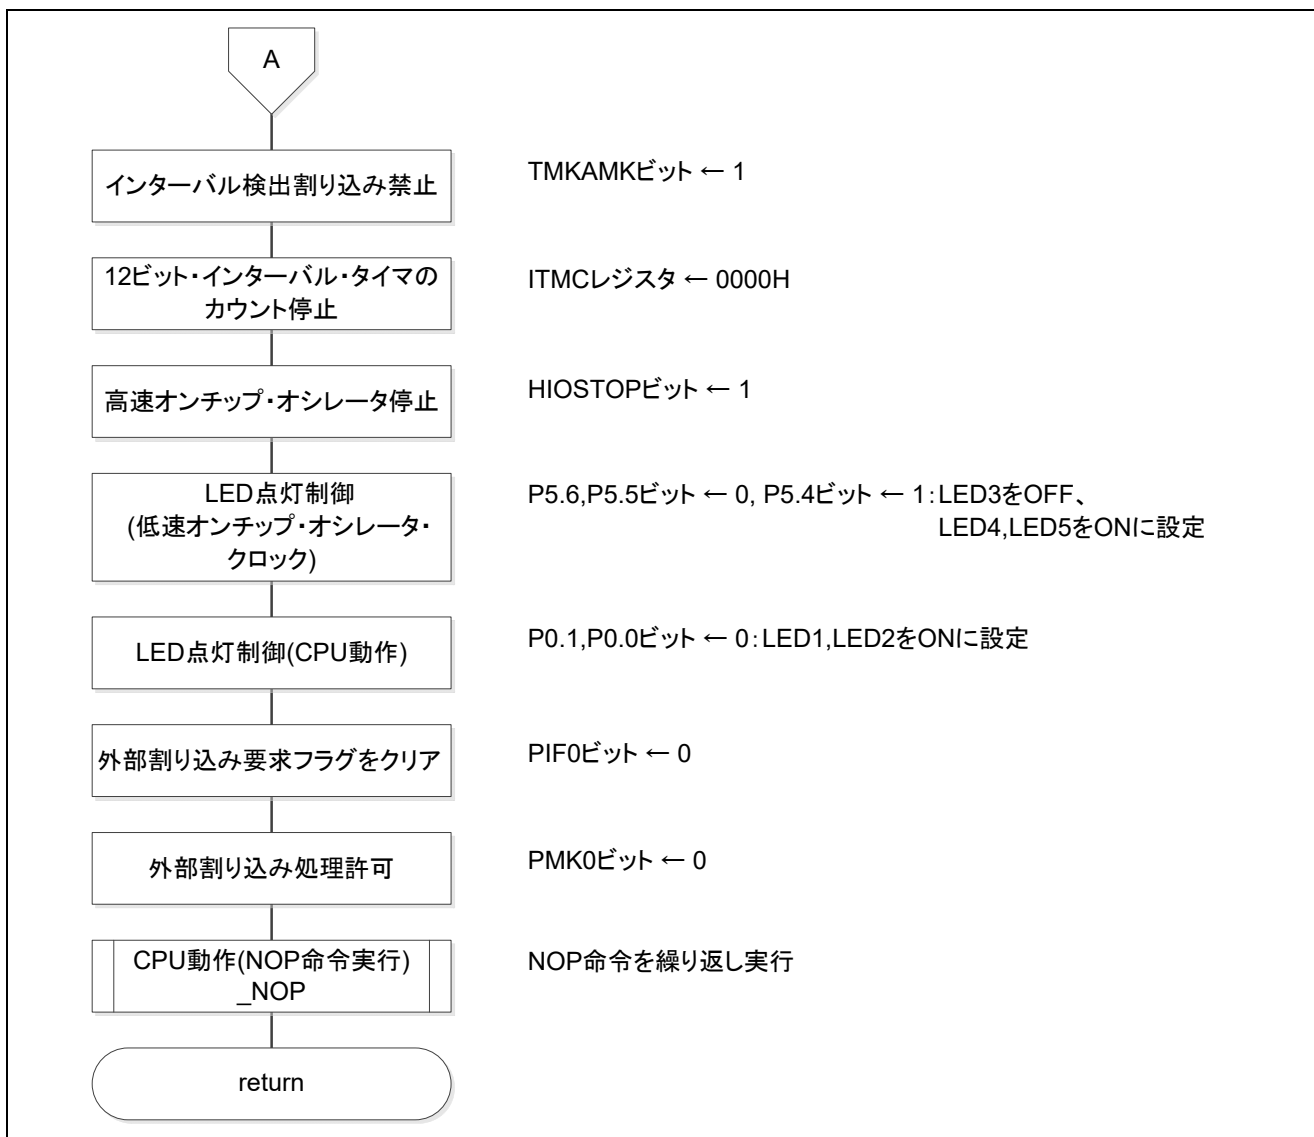 A
インターバル検出割り込み禁止
TMKAMKビット ← 1
12ビット・インターバル・タイマの
カウント停止
ITMCレジスタ ← 0000H
高速オンチップ・オシレータ停止
HIOSTOPビット ← 1
LED点灯制御
(低速オンチップ・オシレータ・
クロック)
P5.6,P5.5ビット ← 0, P5.4ビット ← 1：LED3をOFF、
LED4,LED5をONに設定
LED点灯制御(CPU動作)
P0.1,P0.0ビット ← 0：LED1,LED2をONに設定
外部割り込み要求フラグをクリア
PIF0ビット ← 0
外部割り込み処理許可
PMK0ビット ← 0
CPU動作(NOP命令実行)
_NOP
NOP命令を繰り返し実行
return